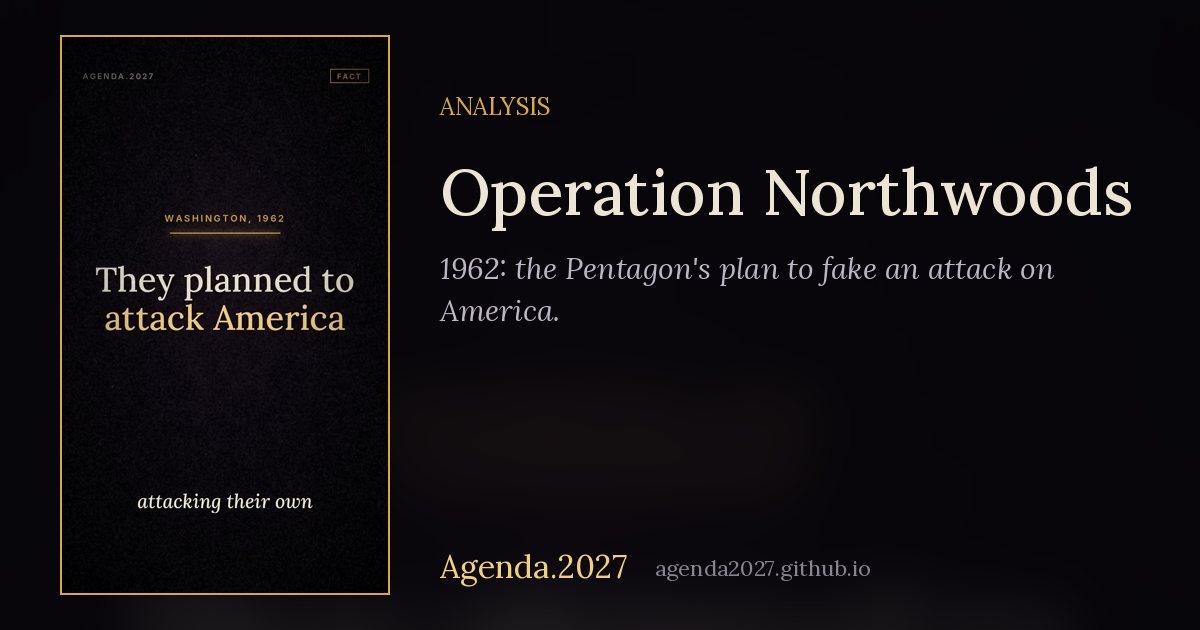 AGENDA.2027
FACT
WASHINGTON, 1962
They planned to
attack America
attacking their own
ANALYSIS
Operation Northwoods
1962: the Pentagon's plan to fake an attack on
America.
Agenda.2027
agenda2027.github.io